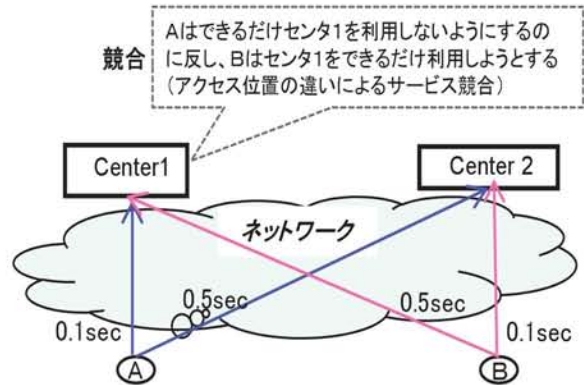 競合
Aはできるだけセンタ1を利用しないようにするの
に反し、Bはセンタ1をできるだけ利用しようとする
(アクセス位置の違いによるサービス競合)
Center1
Center 2
ネットワーク
0.1sec
0.5sec
0.5sec
0.1sec
A
B